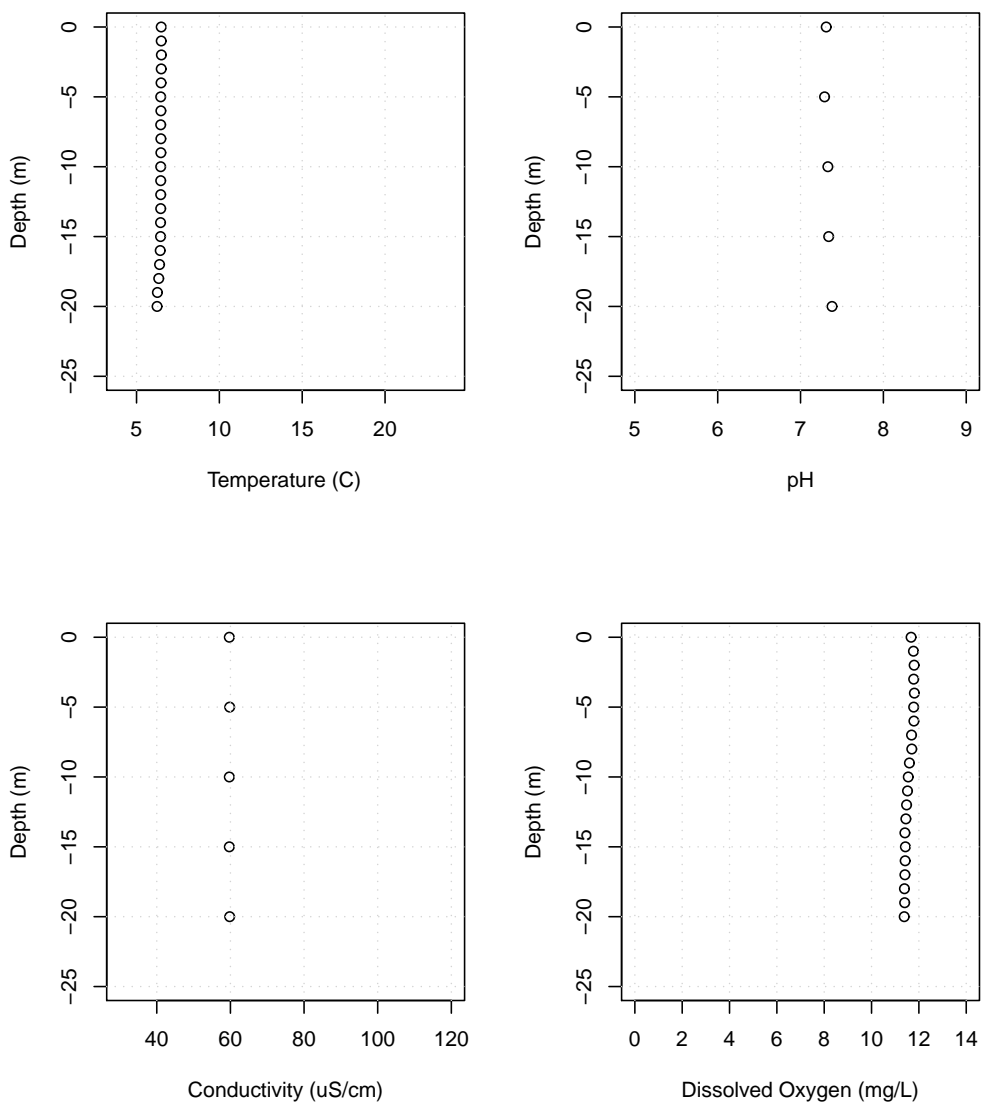 0
−5
−10
−15
−20
−25
Depth (m)
5 10 15 20
Temperature (C)
0
−5
−10
−15
−20
−25
Depth (m)
5 6 7 8 9
pH
0
−5
−10
−15
−20
−25
Depth (m)
40 60 80 100 120
Conductivity (uS/cm)
0
−5
−10
−15
−20
−25
Depth (m)
0 2 4 6 8 10 12 14
Dissolved Oxygen (mg/L)